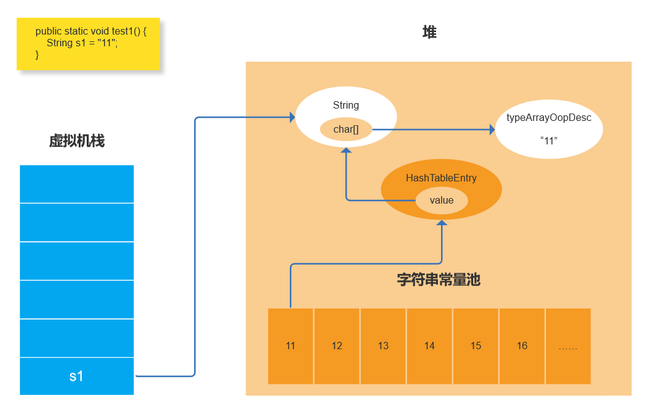 public static void test1() {
String s1 = "11";
}
堆
虚拟机栈
String
char[]
typeArrayOopDesc
“11”
HashTableEntry
value
字符串常量池
11 12 13 14 15 16 ......
s1